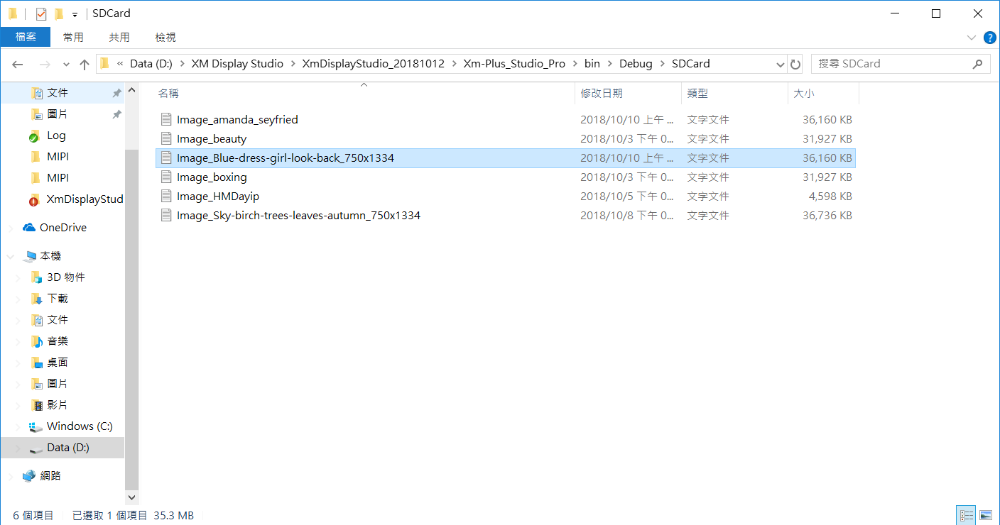 SDCard
檔案 常用 共用 檢視
« Data (D:) > XM Display Studio > XmDisplayStudio_20181012 > Xm-Plus_Studio_Pro > bin > Debug > SDCard 搜尋 SDCard
文件
圖片
Log
MIPI
MIPI
XmDisplayStud
OneDrive
本機
3D 物件
下載
文件
音樂
桌面
圖片
影片
Windows (C:)
Data (D:)
網路
名稱 修改日期 類型 大小
Image_amanda_seyfried 2018/10/10 上午 ... 文字文件 36,160 KB
Image_beauty 2018/10/3 下午 0... 文字文件 31,927 KB
Image_Blue-dress-girl-look-back_750x1334 2018/10/10 上午 ... 文字文件 36,160 KB
Image_boxing 2018/10/3 下午 0... 文字文件 31,927 KB
Image_HMDayip 2018/10/5 下午 0... 文字文件 4,598 KB
Image_Sky-birch-trees-leaves-autumn_750x1334 2018/10/8 下午 0... 文字文件 36,736 KB
6 個項目 已選取 1 個項目 35.3 MB